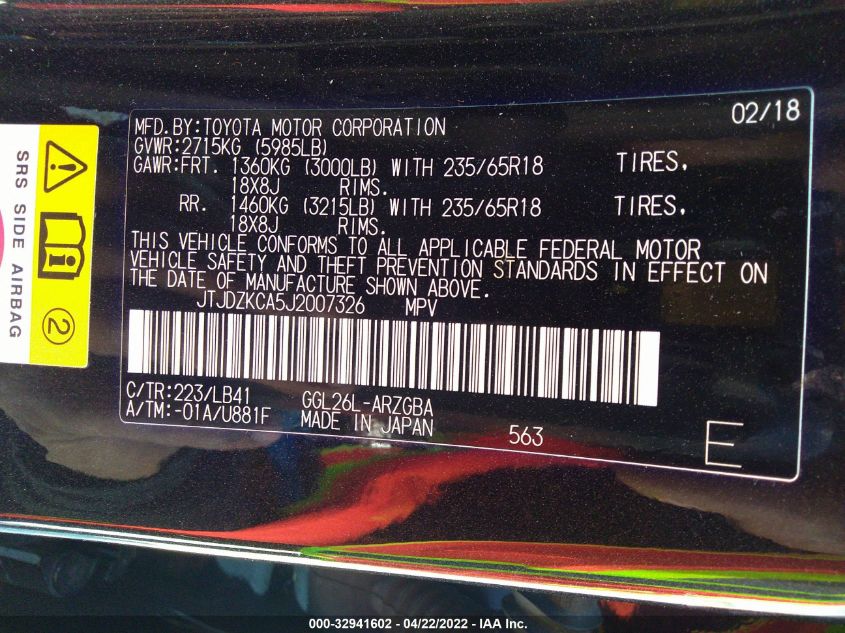 02/18
MFD.BY:TOYOTA MOTOR CORPORATION
GVWR:2715KG (5985LB)
GAWR:FRT. 1360KG (3000LB) WITH 235/65R18 TIRES,
18X8J RIMS.
RR. 1460KG (3215LB) WITH 235/65R18 TIRES,
18X8J RIMS.
THIS VEHICLE CONFORMS TO ALL APPLICABLE FEDERAL MOTOR
VEHICLE SAFETY AND THEFT PREVENTION STANDARDS IN EFFECT ON
THE DATE OF MANUFACTURE SHOWN ABOVE.
JTJDZKCA5J2007326 MPV
C/TR:223/LB41 GGL26L-ARZGBA
A/TM:-01A/U881F MADE IN JAPAN 563 E
SRS SIDE AIRBAG
2
000-32941602 - 04/22/2022 - IAA Inc.